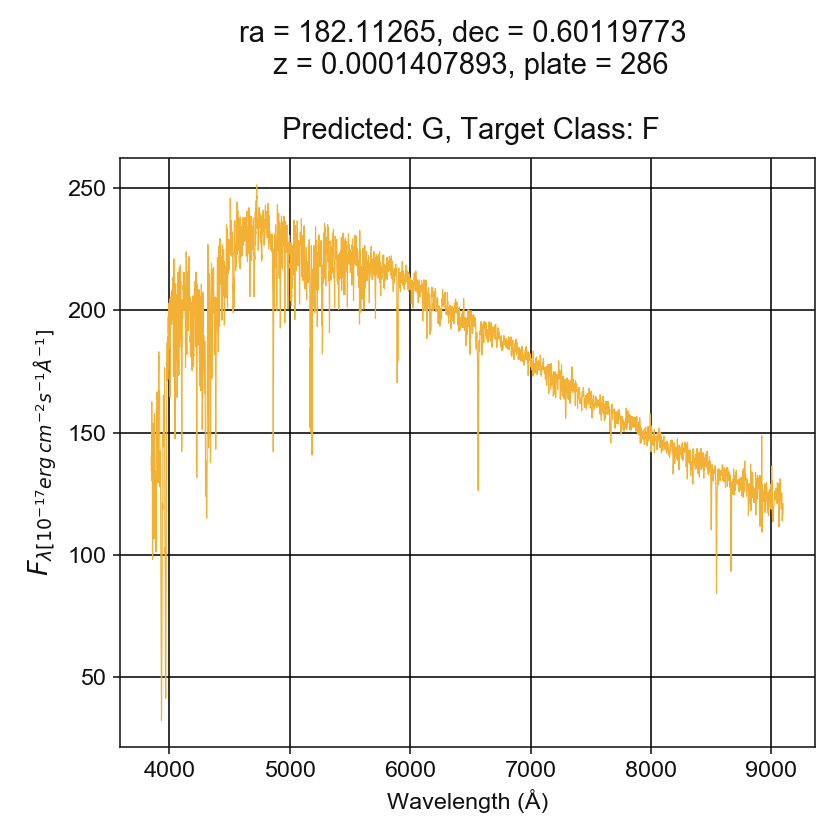 ra = 182.11265, dec = 0.60119773
z = 0.0001407893, plate = 286
Predicted: G, Target Class: F
250
200
150
100
50
F_{λ[10^{−17} erg cm^{−2}s^{−1}Å^{−1}]}
4000 5000 6000 7000 8000 9000
Wavelength (Å)